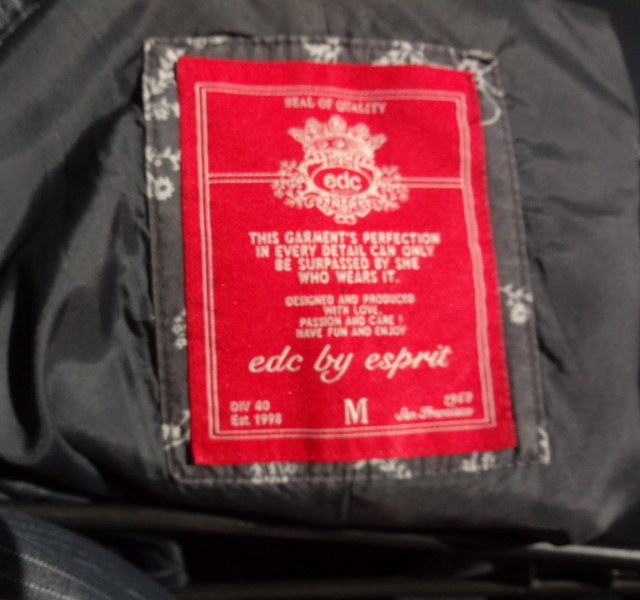 SEAL OF QUALITY
edc
THIS GARMENT'S PERFECTION
IN EVERY DETAIL CAN ONLY
BE SURPASSED BY SHE
WHO WEARS IT.
DESIGNED AND PRODUCED
WITH LOVE,
PASSION AND CARE !
HAVE FUN AND ENJOY
edc by esprit
DIV 40
Est. 1998
M
1968
San Francisco